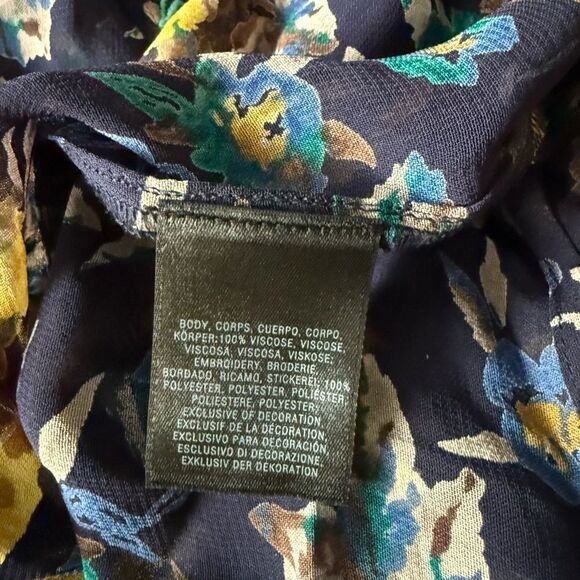 BODY, CORPS, CUERPO, CORPO,
KÖRPER:100% VISCOSE, VISCOSE,
VISCOSA, VISCOSA, VISKOSE;
EMBROIDERY, BRODERIE
BORDADO, RICAMO, STICKEREI, 100%
POLYESTER, POLYESTER, POLIÉSTER,
POLIESTERE, POLYESTER;
EXCLUSIVE OF DECORATION
EXCLUSIF DE LA DÉCORATION
EXCLUSIVO PARA DECORACIÓN,
ESCLUSIVO DI DECORAZIONE,
EXKLUSIV DER DEKORATION